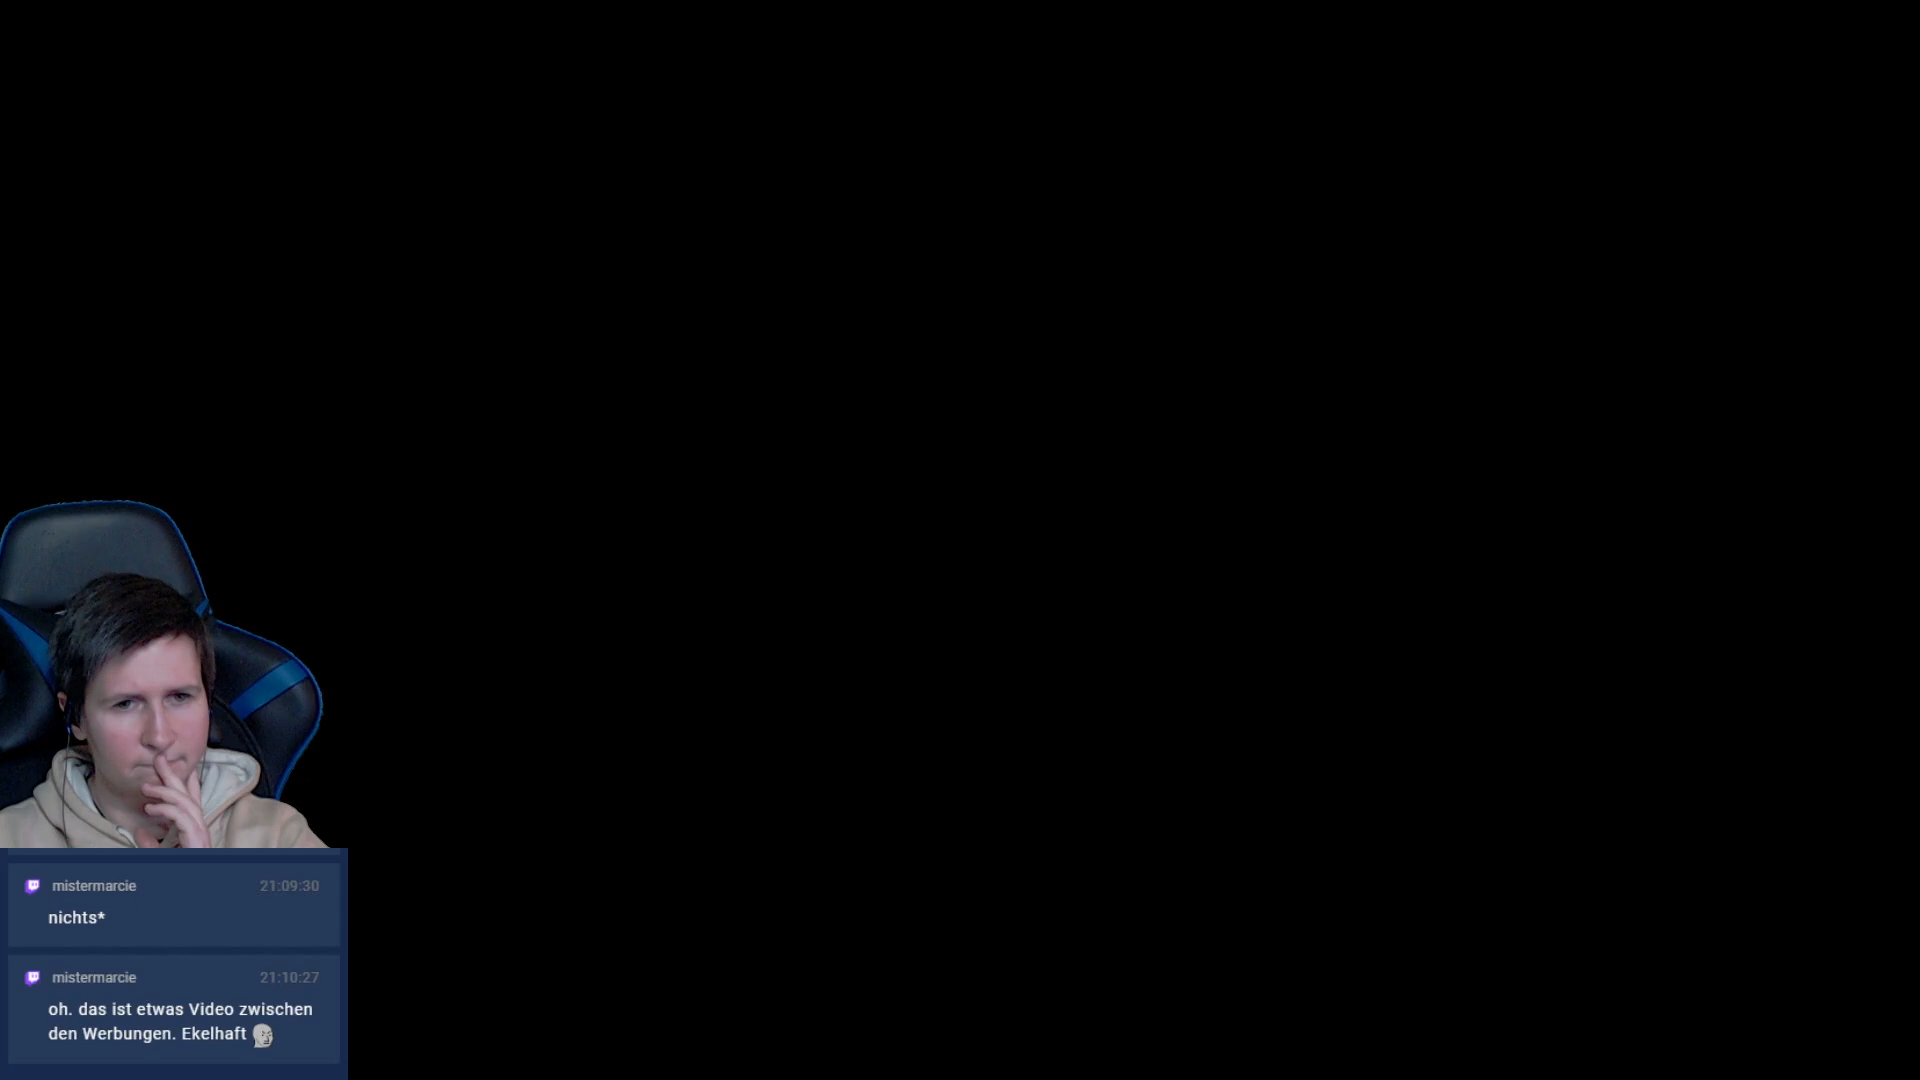 mistermarcie 21:09:30
nichts*
mistermarcie 21:10:27
oh. das ist etwas Video zwischen
den Werbungen. Ekelhaft